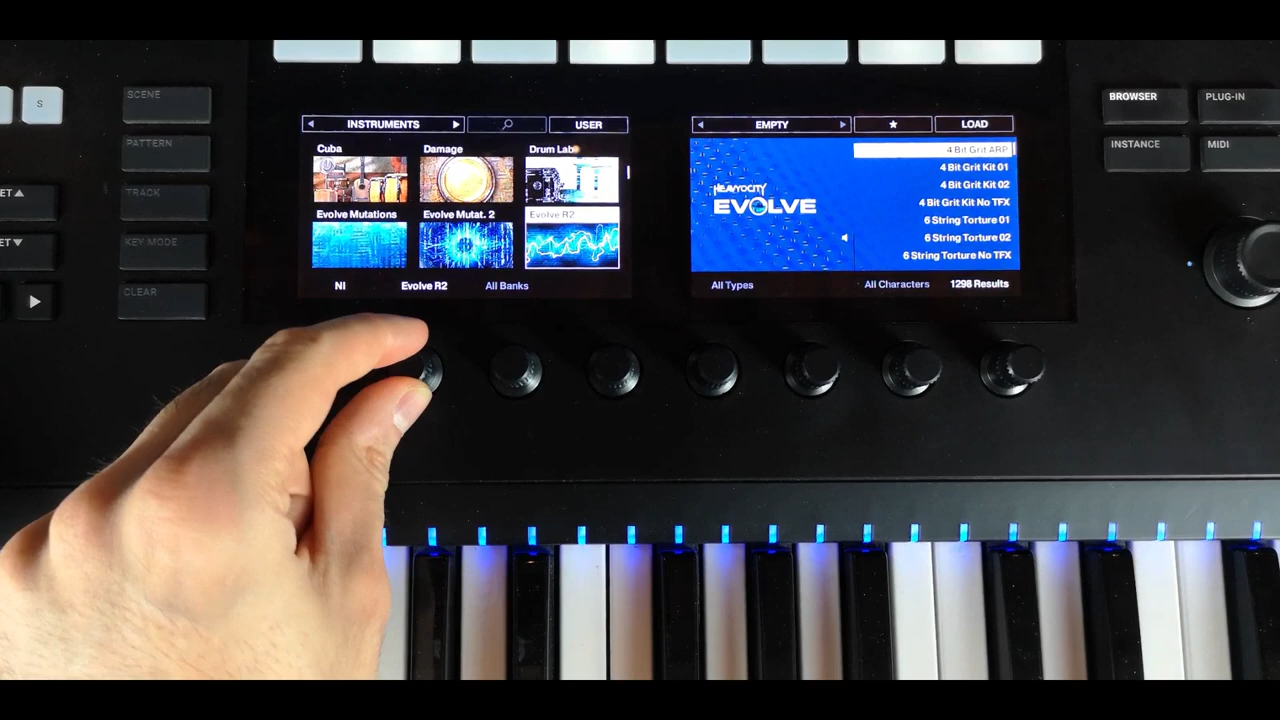 S
SCENE
PATTERN
TRACK
KEY MODE
CLEAR
INSTRUMENTS
USER
Cuba
Damage
Drum Lab
Evolve Mutations
Evolve Mutat. 2
Evolve R2
NI
Evolve R2
All Banks
EMPTY
★
LOAD
HEAVYOCITY
EVOLVE
4 Bit Grit ARP
4 Bit Grit Kit 01
4 Bit Grit Kit 02
4 Bit Grit Kit No TFX
6 String Torture 01
6 String Torture 02
6 String Torture No TFX
All Types
All Characters
1298 Results
BROWSER
PLUG-IN
INSTANCE
MIDI